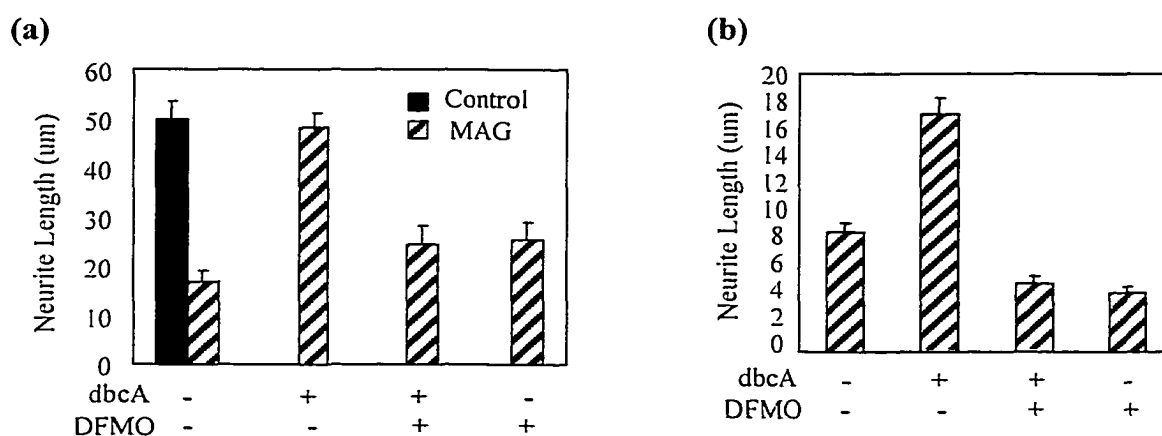 (a)
Neurite Length (um)
60
50
40
30
20
10
0
Control
MAG
dbcA - + + -
DFMO - - + +
(b)
Neurite Length (um)
20
18
16
14
12
10
8
6
4
2
0
dbcA - + + -
DFMO - - + +